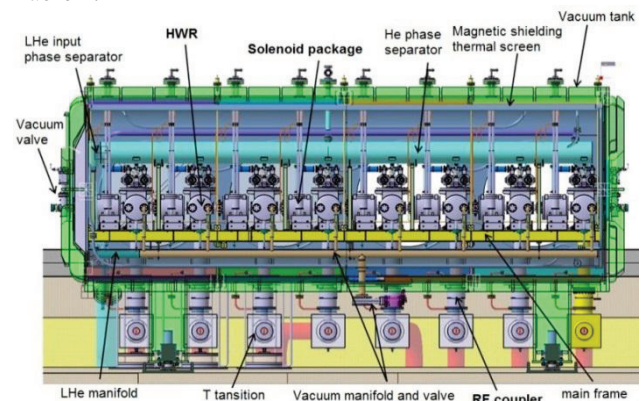 Vacuum tank
LHe input
phase separator
HWR
Solenoid package
He phase
separator
Magnetic shielding
thermal screen
Vacuum
valve
LHe manifold
T tansition
Vacuum manifold and valve
RF coupler
main frame